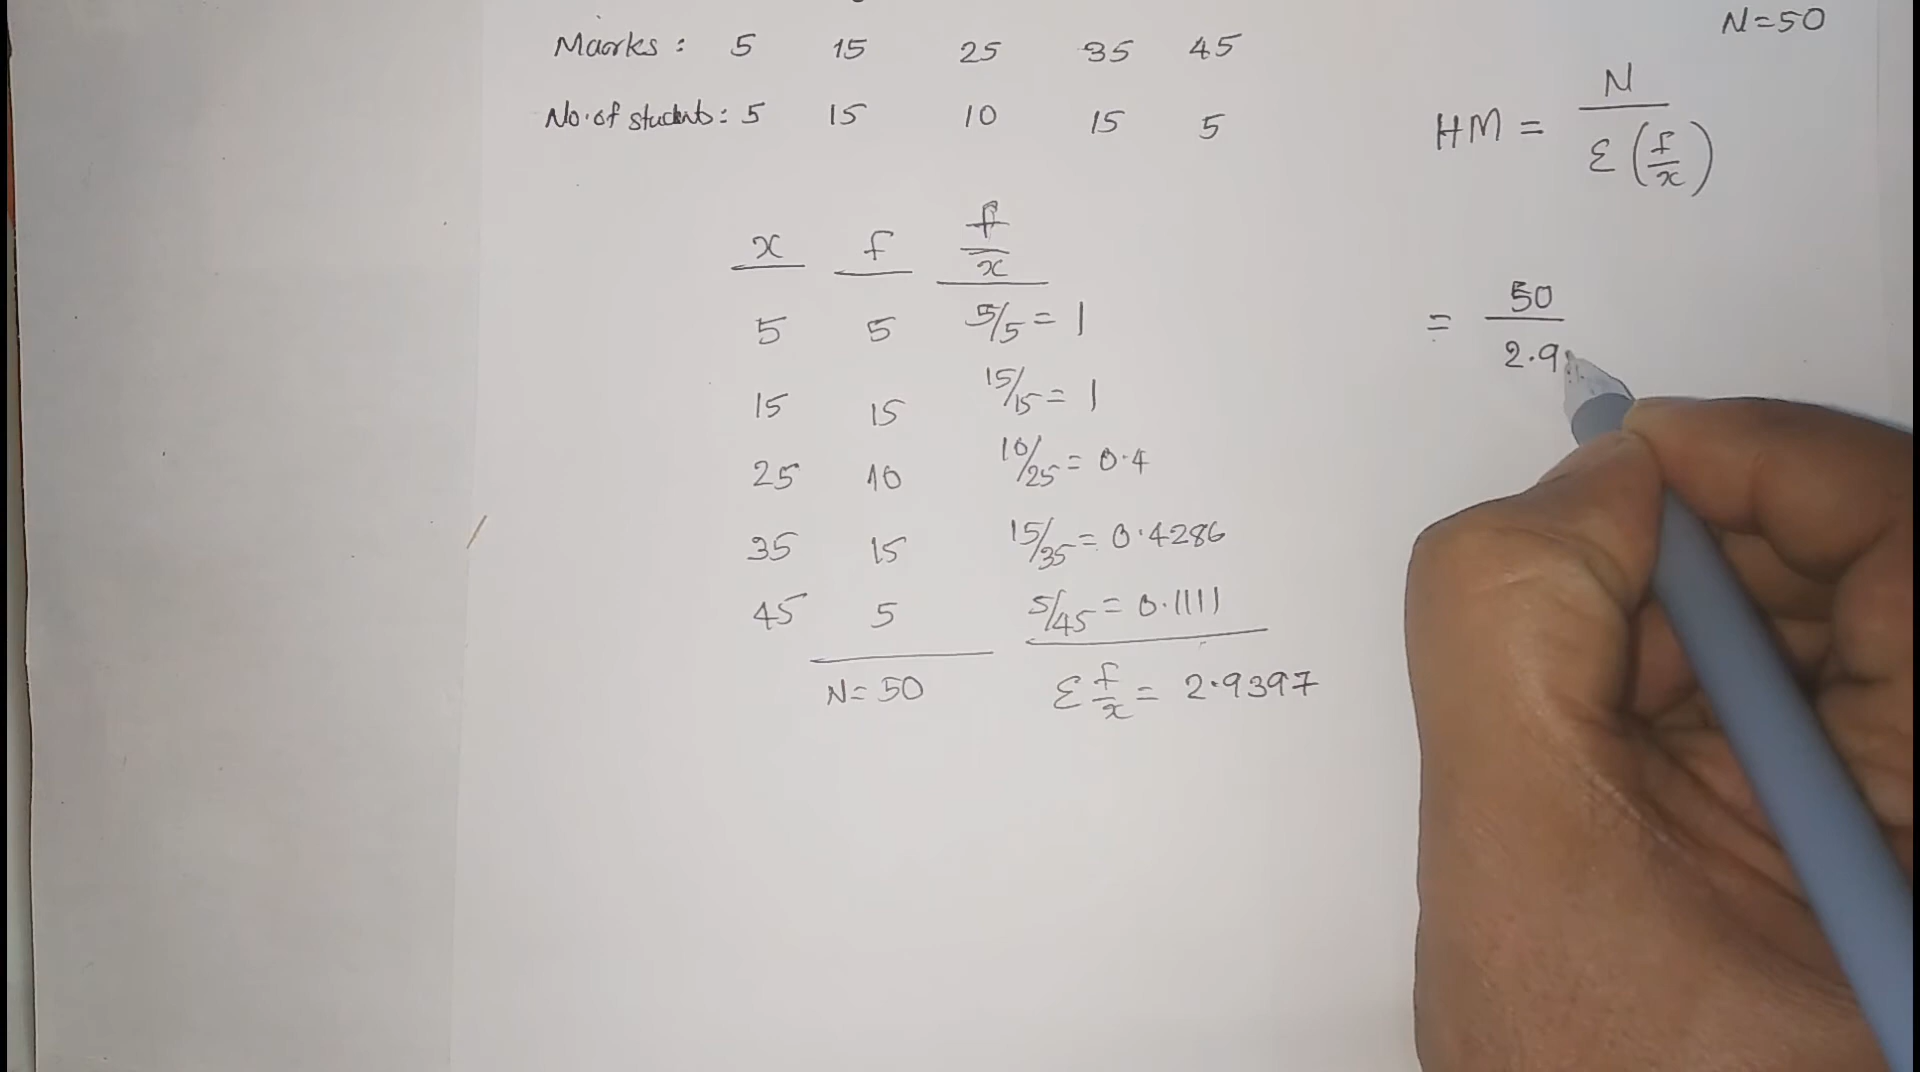 N=50
Marks : 5 15 25 35 45
No. of students : 5 15 10 15 5
HM = N / Σ(f/x)
x f f/x
5 5 5/5 = 1
= 50 / 2.9
15 15 15/15 = 1
25 10 10/25 = 0.4
35 15 15/35 = 0.4286
45 5 5/45 = 0.1111
N= 50 Σ f/x = 2.9397